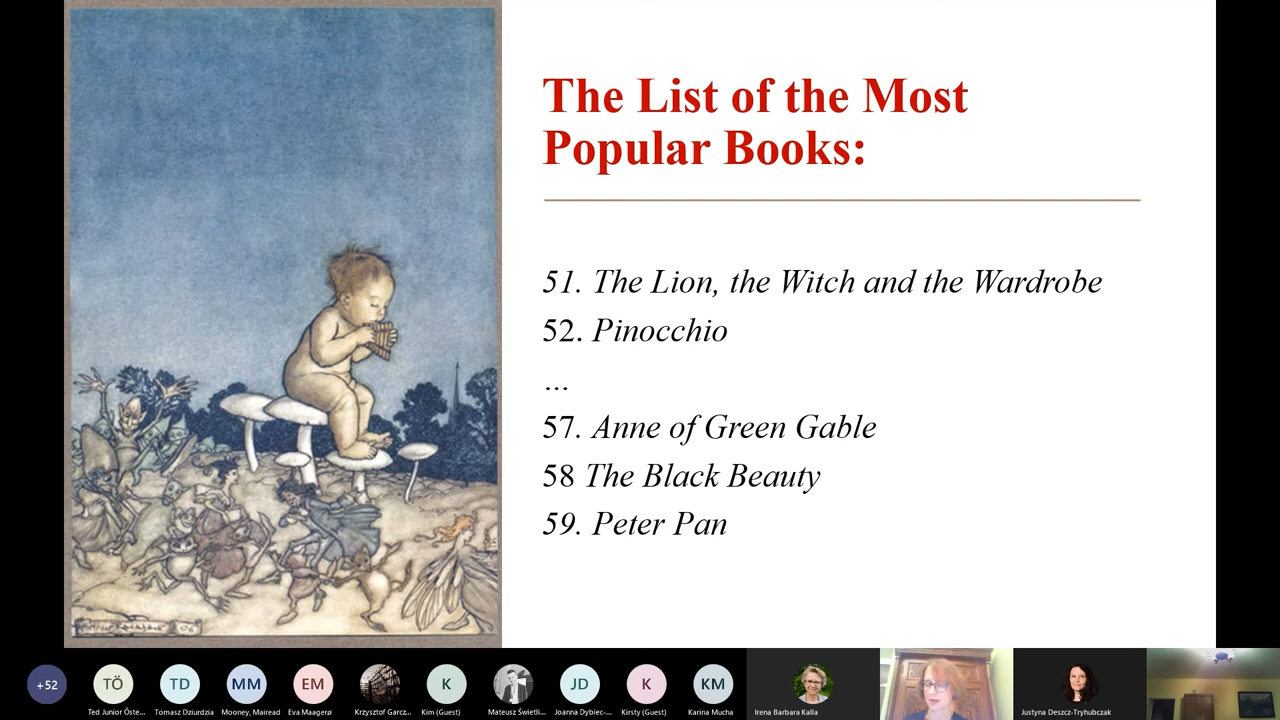 The List of the Most
Popular Books:
51. The Lion, the Witch and the Wardrobe
52. Pinocchio
...
57. Anne of Green Gable
58 The Black Beauty
59. Peter Pan
+52
TÖ
TD
MM
EM
K
JD
K
KM
Ted Junior Öste...
Tomasz Dziurdzia
Mooney, Mairead
Eva Maagerø
Krzysztof Garcz...
Kim (Guest)
Mateusz Świetli...
Joanna Dybiec-...
Kirsty (Guest)
Karina Mucha
Irena Barbara Kalla
Justyna Deszcz-Tryhubczak